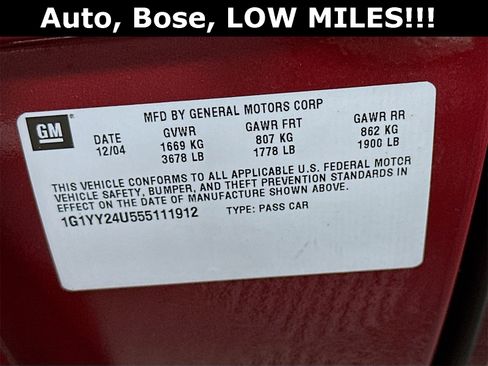 Auto, Bose, LOW MILES!!!
MFD BY GENERAL MOTORS CORP
GM
DATE GVWR GAWR FRT GAWR RR
12/04 1669 KG 807 KG 862 KG
3678 LB 1778 LB 1900 LB
THIS VEHICLE CONFORMS TO ALL APPLICABLE U.S. FEDERAL MOTOR
VEHICLE SAFETY, BUMPER, AND THEFT PREVENTION STANDARDS IN
EFFECT ON THE DATE OF MANUFACTURE SHOWN ABOVE.
1G1YY24U555111912 TYPE: PASS CAR